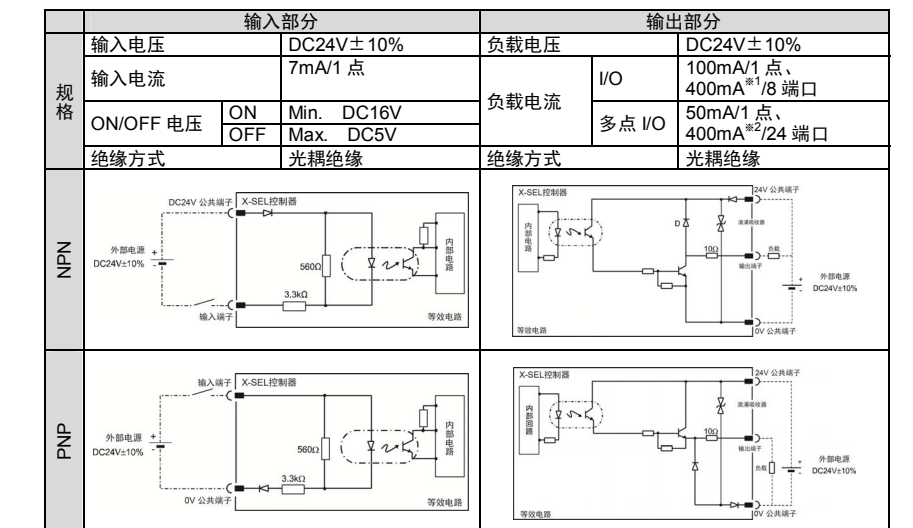 输入部分 输出部分
规格 输入电压 DC24V±10% 负载电压 DC24V±10%
输入电流 7mA/1 点 负载电流 I/O 100mA/1 点、
400mA※1/8 端口
ON/OFF 电压 ON Min. DC16V 多点 I/O 50mA/1 点、
OFF Max. DC5V 400mA※2/24 端口
绝缘方式 光耦绝缘 绝缘方式 光耦绝缘
NPN
DC24V 公共端子 X-SEL控制器
外部电源 +
DC24V±10% -
560Ω
内部电路
3.3kΩ
输入端子
等效电路
X-SEL控制器 24V 公共端子
内部电路
D
浪涌吸收器
10Ω 负载
输出端子
外部电源 +
DC24V±10% -
等效电路 0V 公共端子
PNP
输入端子 X-SEL控制器
外部电源 +
DC24V±10% -
560Ω
内部电路
3.3kΩ
0V 公共端子
等效电路
X-SEL控制器 24V 公共端子
内部回路
浪涌吸收器
10Ω
输出端子
负载
外部电源 +
DC24V±10% -
等效电路 0V 公共端子